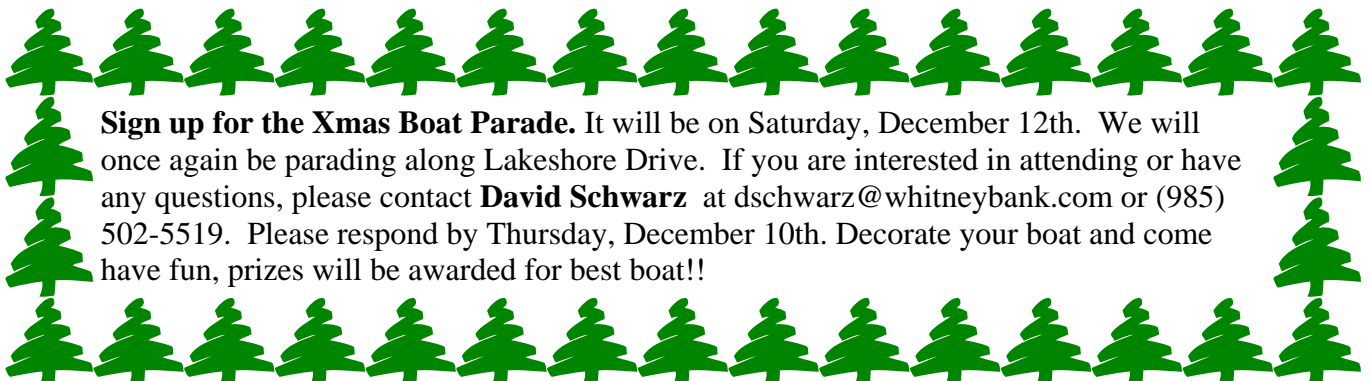 Sign up for the Xmas Boat Parade. It will be on Saturday, December 12th.  We will
once again be parading along Lakeshore Drive.  If you are interested in attending or have
any questions, please contact David Schwarz  at dschwarz@whitneybank.com or (985)
502-5519.  Please respond by Thursday, December 10th. Decorate your boat and come
have fun, prizes will be awarded for best boat!!